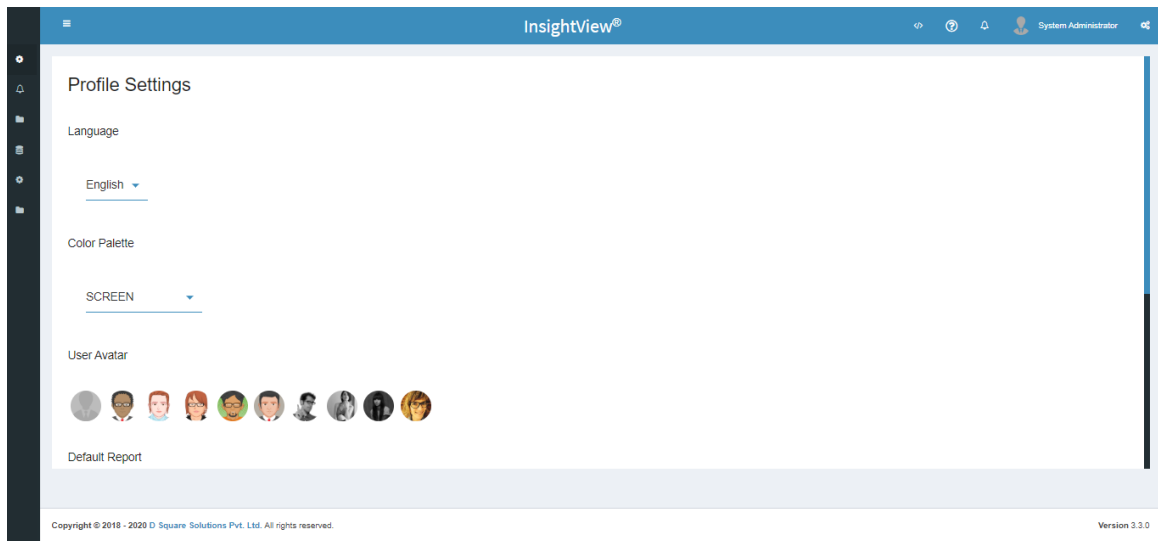 InsightView®
System Administrator
Profile Settings
Language
English
Color Palette
SCREEN
User Avatar
Default Report
Copyright © 2018 - 2020 D Square Solutions Pvt. Ltd. All rights reserved.
Version 3.3.0